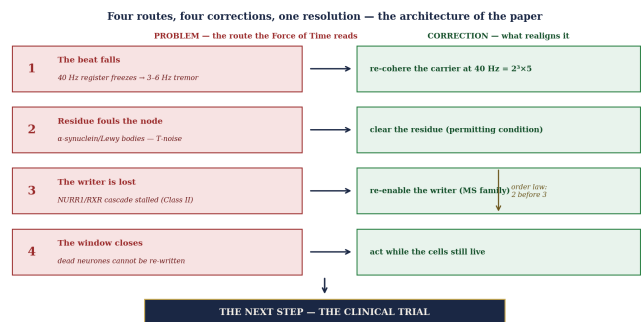 Four routes, four corrections, one resolution — the architecture of the paper
PROBLEM — the route the Force of Time reads
CORRECTION — what realigns it
1
The beat falls
40 Hz register freezes → 3–6 Hz tremor
re-cohere the carrier at 40 Hz = 2³×5
2
Residue fouls the node
α-synuclein/Lewy bodies — T-noise
clear the residue (permitting condition)
3
The writer is lost
NURR1/RXR cascade stalled (Class II)
re-enable the writer (MS family)
order law:
2 before 3
4
The window closes
dead neurones cannot be re-written
act while the cells still live
THE NEXT STEP — THE CLINICAL TRIAL